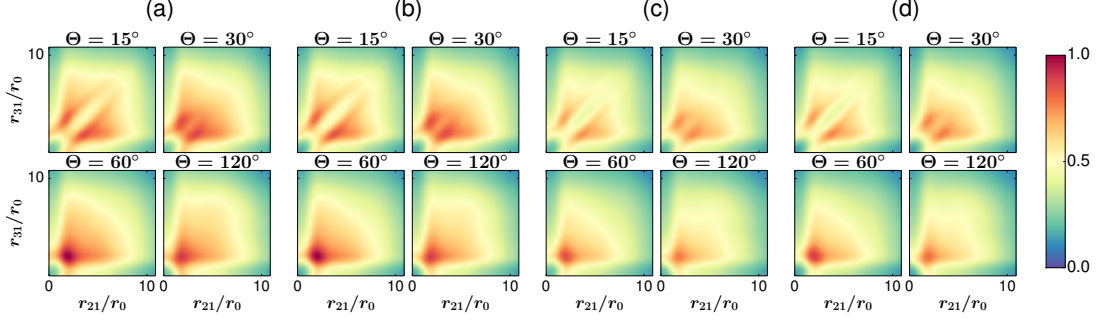 (a) (b) (c) (d)
Θ = 15° Θ = 30° Θ = 15° Θ = 30° Θ = 15° Θ = 30° Θ = 15° Θ = 30°
10 1.0
r₃₁/r₀
Θ = 60° Θ = 120° Θ = 60° Θ = 120° Θ = 60° Θ = 120° Θ = 60° Θ = 120°
10 0.5
r₃₁/r₀
0.0
0 10 0 10 0 10 0 10 0 10 0 10 0 10 0 10
r₂₁/r₀ r₂₁/r₀ r₂₁/r₀ r₂₁/r₀ r₂₁/r₀ r₂₁/r₀ r₂₁/r₀ r₂₁/r₀